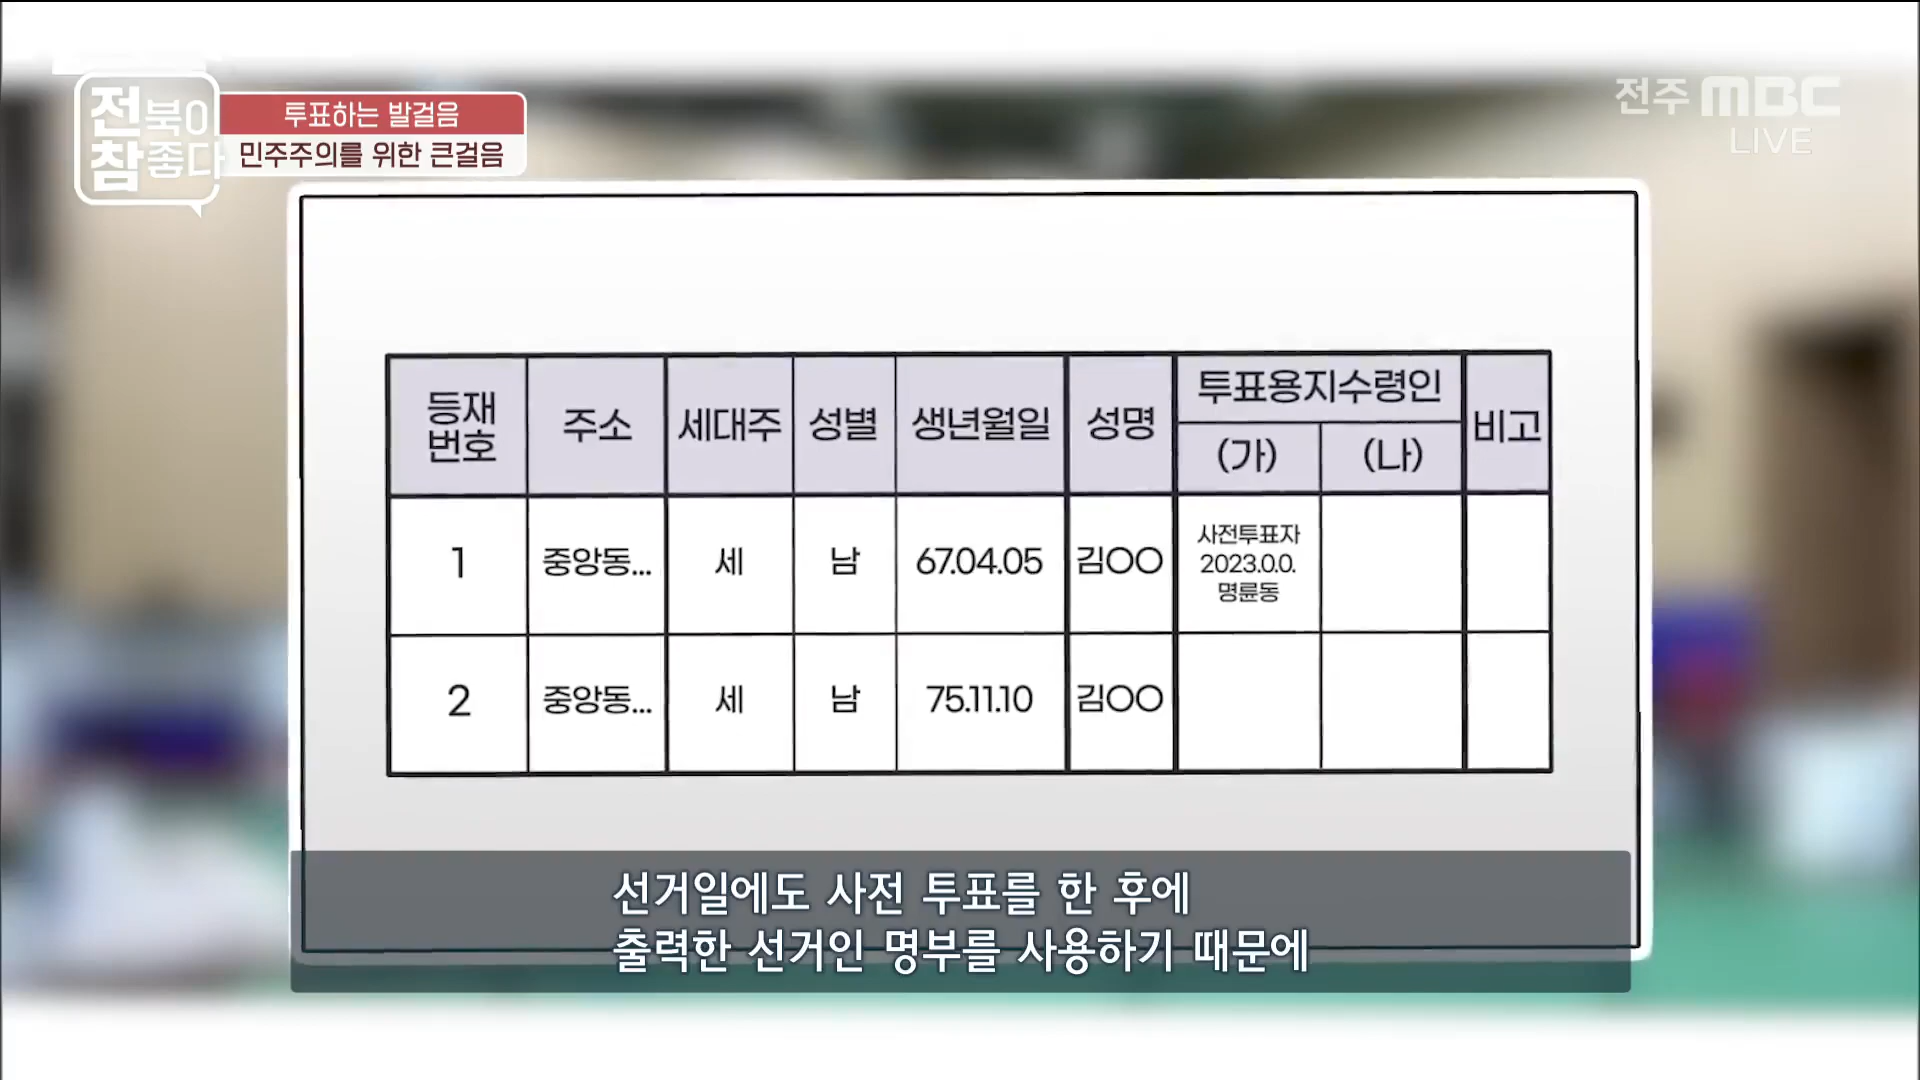 전북이
참좋다
투표하는 발걸음
민주주의를 위한 큰걸음
전주 MBC
LIVE
등재
번호
주소
세대주
성별
생년월일
성명
투표용지수령인
(가)
(나)
비고
1
중앙동...
세
남
67.04.05
김○○
사전투표자
2023.0.0.
명륜동
2
중앙동...
세
남
75.11.10
김○○
선거일에도 사전 투표를 한 후에
출력한 선거인 명부를 사용하기 때문에